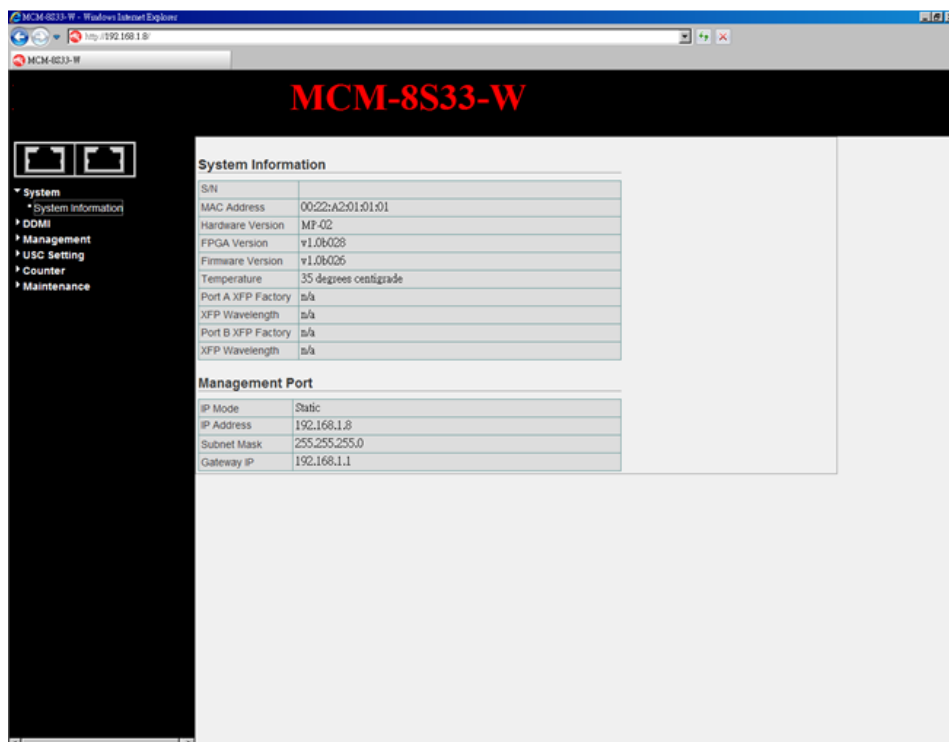 MCM-8S33-W - Windows Internet Explorer
http://192.168.1.8/
MCM-8S33-W
MCM-8S33-W
System
System Information
DDMI
Management
USC Setting
Counter
Maintenance
System Information
S/N
MAC Address 00:22:A2:01:01:01
Hardware Version MP-02
FPGA Version v1.0b028
Firmware Version v1.0b026
Temperature 35 degrees centigrade
Port A XFP Factory n/a
XFP Wavelength n/a
Port B XFP Factory n/a
XFP Wavelength n/a
Management Port
IP Mode Static
IP Address 192.168.1.8
Subnet Mask 255.255.255.0
Gateway IP 192.168.1.1